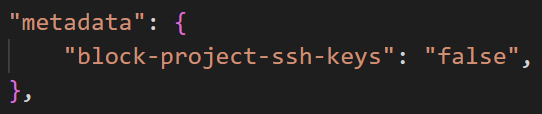 "metadata": {
    "block-project-ssh-keys": "false",
},